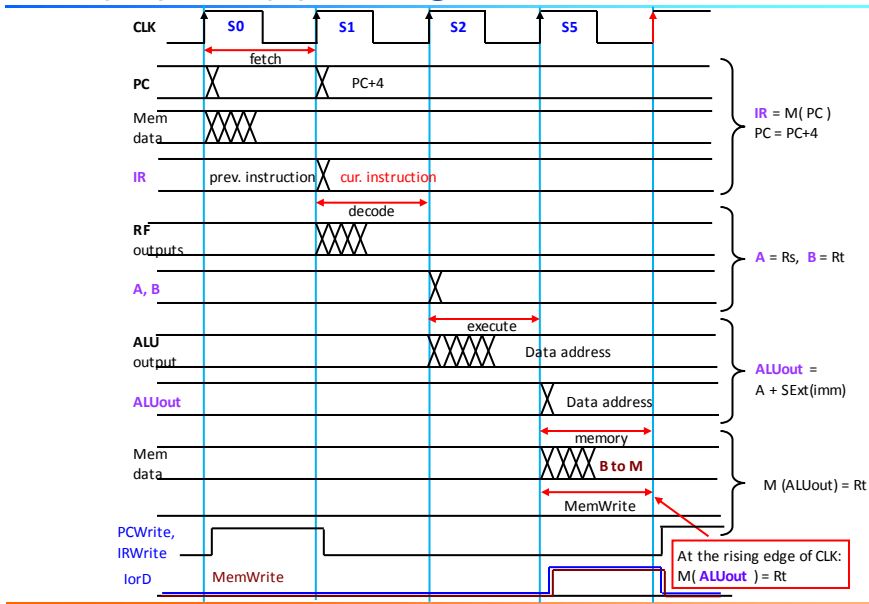 CLK
S0
S1
S2
S5
fetch
PC
PC+4
Mem
data
IR = M( PC )
PC = PC+4
IR
prev. instruction
cur. instruction
decode
RF
outputs
A = Rs, B = Rt
A, B
execute
ALU
output
Data address
ALUout =
A + SExt(imm)
ALUout
Data address
memory
Mem
data
B to M
M (ALUout) = Rt
MemWrite
PCWrite,
IRWrite
At the rising edge of CLK:
M( ALUout ) = Rt
IorD
MemWrite